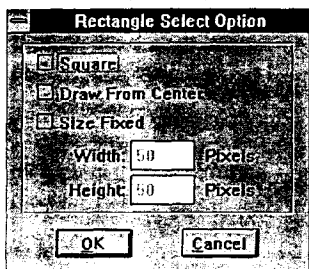 Rectangle Select Option
Square
Draw From Center
Size Fixed
Width: 50 Pixels
Height: 50 Pixels
OK
Cancel